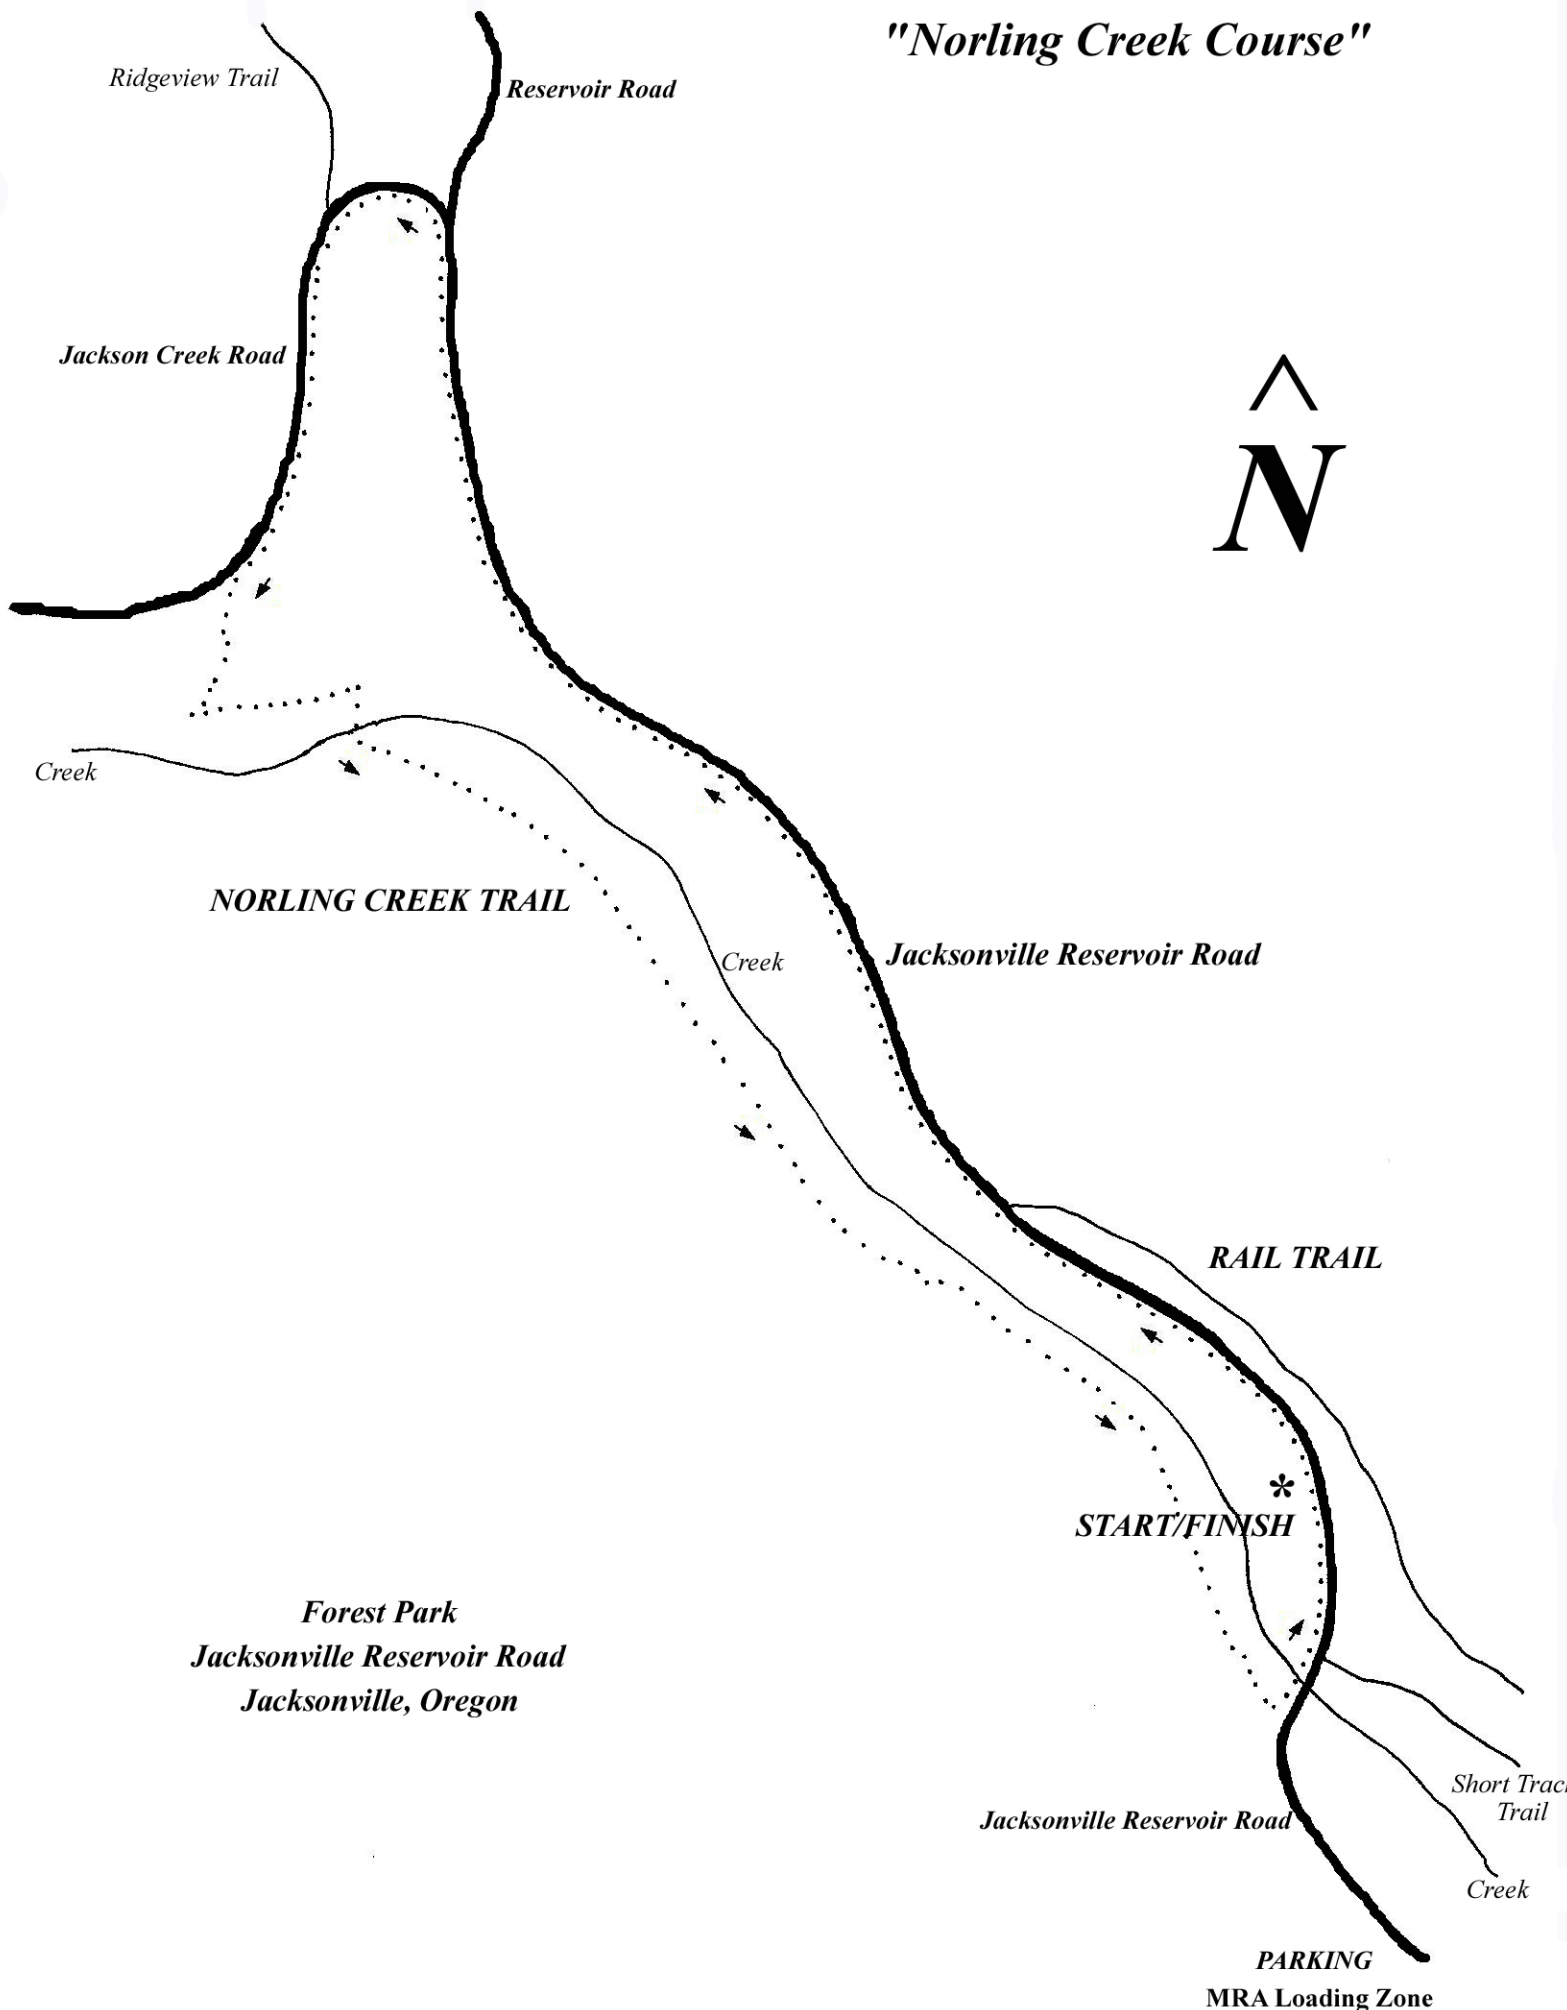 "Norling Creek Course"
Ridgeview Trail
Reservoir Road
Jackson Creek Road
^
N
Creek
NORLING CREEK TRAIL
Jacksonville Reservoir Road
Creek
RAIL TRAIL
*
START/FINISH
Forest Park
Jacksonville Reservoir Road
Jacksonville, Oregon
Short Trac
Trail
Jacksonville Reservoir Road
Creek
PARKING
MRA Loading Zone